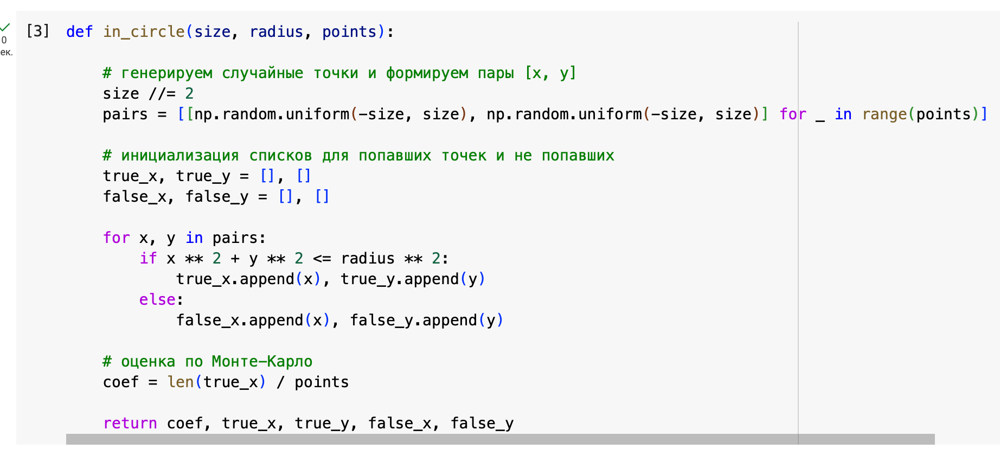 [3] def in_circle(size, radius, points):
0
ек.
# генерируем случайные точки и формируем пары [x, y]
size //= 2
pairs = [[np.random.uniform(-size, size), np.random.uniform(-size, size)] for _ in range(points)]
# инициализация списков для попавших точек и не попавших
true_x, true_y = [], []
false_x, false_y = [], []
for x, y in pairs:
if x ** 2 + y ** 2 <= radius ** 2:
true_x.append(x), true_y.append(y)
else:
false_x.append(x), false_y.append(y)
# оценка по Монте-Карло
coef = len(true_x) / points
return coef, true_x, true_y, false_x, false_y